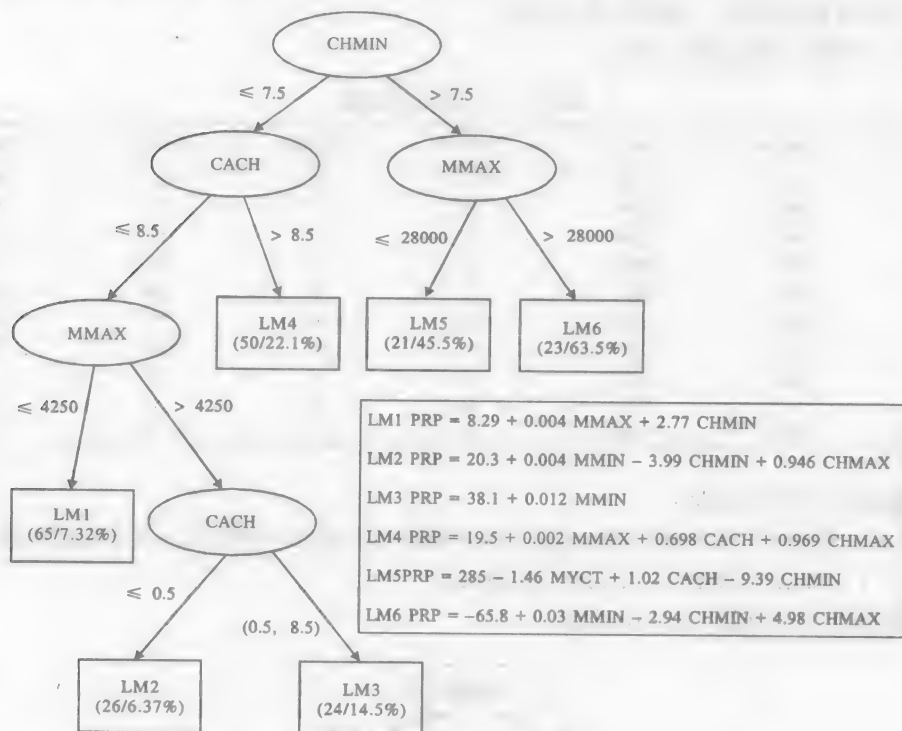 CHMIN
≤ 7.5
> 7.5
CACH
MMAX
≤ 8.5
> 8.5
≤ 28000
> 28000
MMAX
LM4
(50/22.1%)
LM5
(21/45.5%)
LM6
(23/63.5%)
≤ 4250
> 4250
LM1
(65/7.32%)
CACH
≤ 0.5
(0.5, 8.5)
LM2
(26/6.37%)
LM3
(24/14.5%)
LM1 PRP = 8.29 + 0.004 MMAX + 2.77 CHMIN
LM2 PRP = 20.3 + 0.004 MMIN − 3.99 CHMIN + 0.946 CHMAX
LM3 PRP = 38.1 + 0.012 MMIN
LM4 PRP = 19.5 + 0.002 MMAX + 0.698 CACH + 0.969 CHMAX
LM5PRP = 285 − 1.46 MYCT + 1.02 CACH − 9.39 CHMIN
LM6 PRP = −65.8 + 0.03 MMIN − 2.94 CHMIN + 4.98 CHMAX